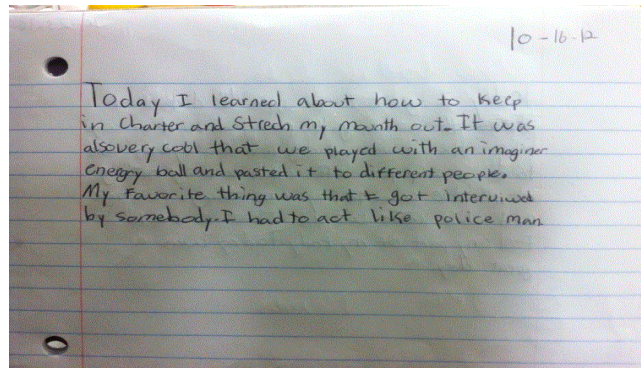 10-16-12
Today I learned about how to keep
in Charter and Strech my mounth out. It was
also very cool that we played with an imaginer
energy ball and pasted it to different people.
My favorite thing was that I got interviwed
by somebody. I had to act like police man